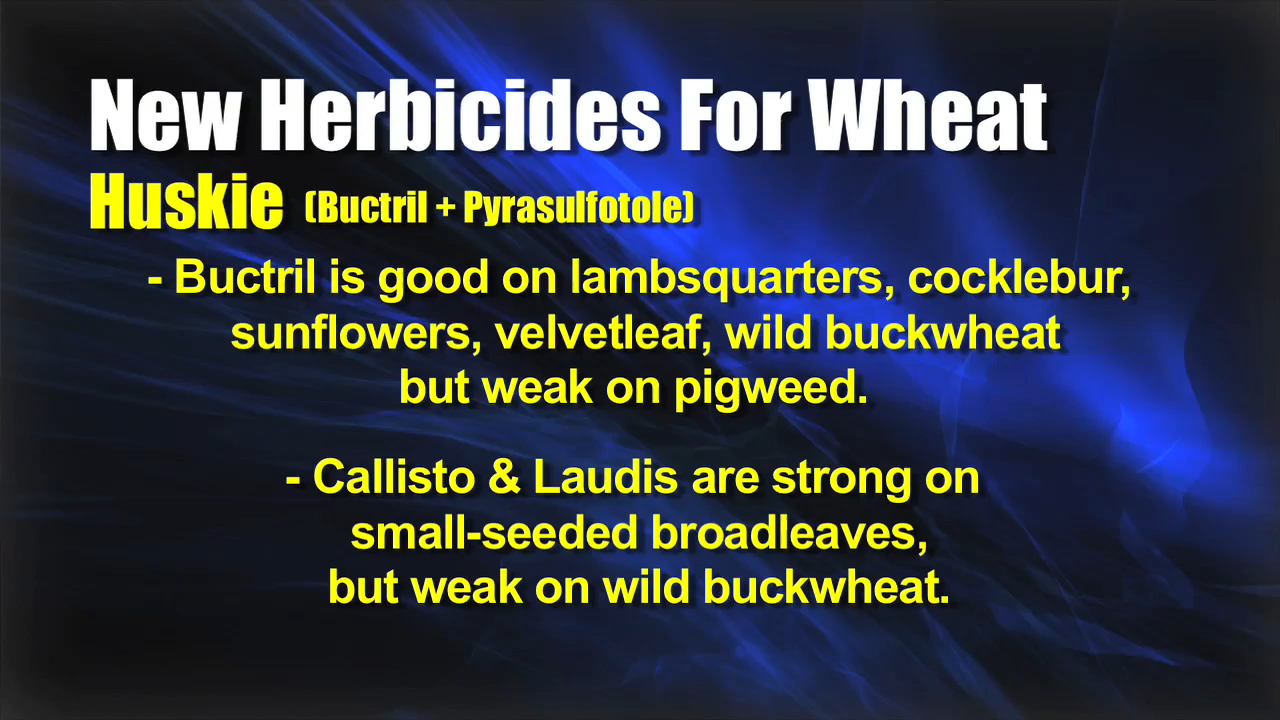 New Herbicides For Wheat
Huskie (Buctril + Pyrasulfotole)
- Buctril is good on lambsquarters, cocklebur,
sunflowers, velvetleaf, wild buckwheat
but weak on pigweed.
- Callisto & Laudis are strong on
small-seeded broadleaves,
but weak on wild buckwheat.